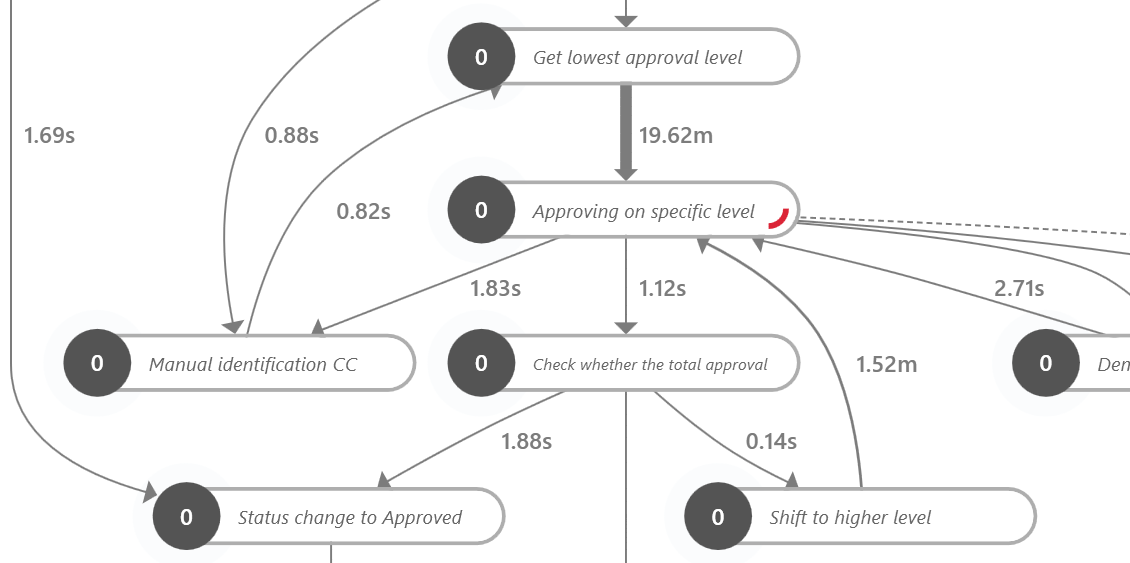 0 Get lowest approval level
1.69s
0.88s
19.62m
0.82s
0 Approving on specific level
1.83s
1.12s
2.71s
0 Manual identification CC
0 Check whether the total approval
1.52m
0 Den
1.88s
0.14s
0 Status change to Approved
0 Shift to higher level